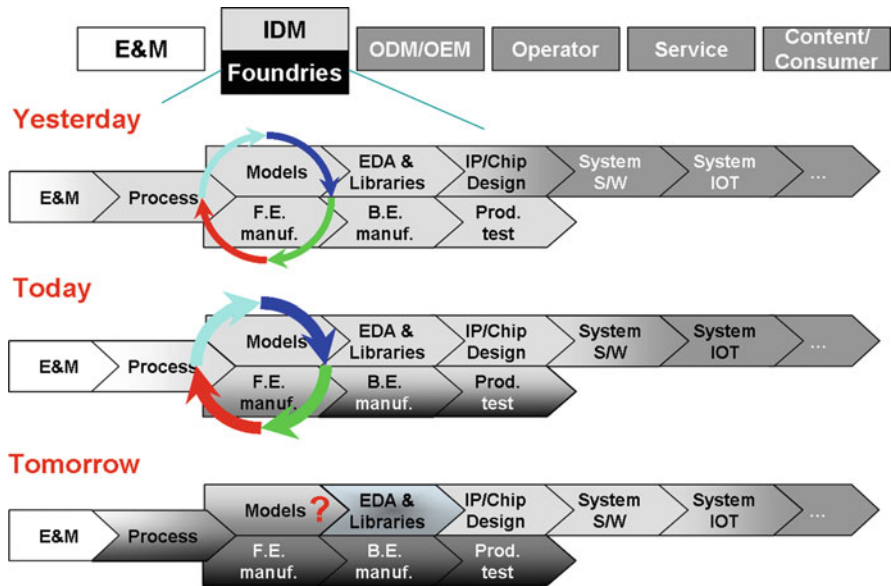 E&M
IDM
Foundries
ODM/OEM
Operator
Service
Content/
Consumer
Yesterday
E&M
Process
Models
EDA &
Libraries
IP/Chip
Design
System
S/W
System
IOT
...
F.E.
manuf.
B.E.
manuf.
Prod.
test
Today
E&M
Process
Models
EDA &
Libraries
IP/Chip
Design
System
S/W
System
IOT
...
F.E.
manuf.
B.E.
manuf.
Prod.
test
Tomorrow
E&M
Process
Models ?
EDA &
Libraries
IP/Chip
Design
System
S/W
System
IOT
...
F.E.
manuf.
B.E.
manuf.
Prod.
test